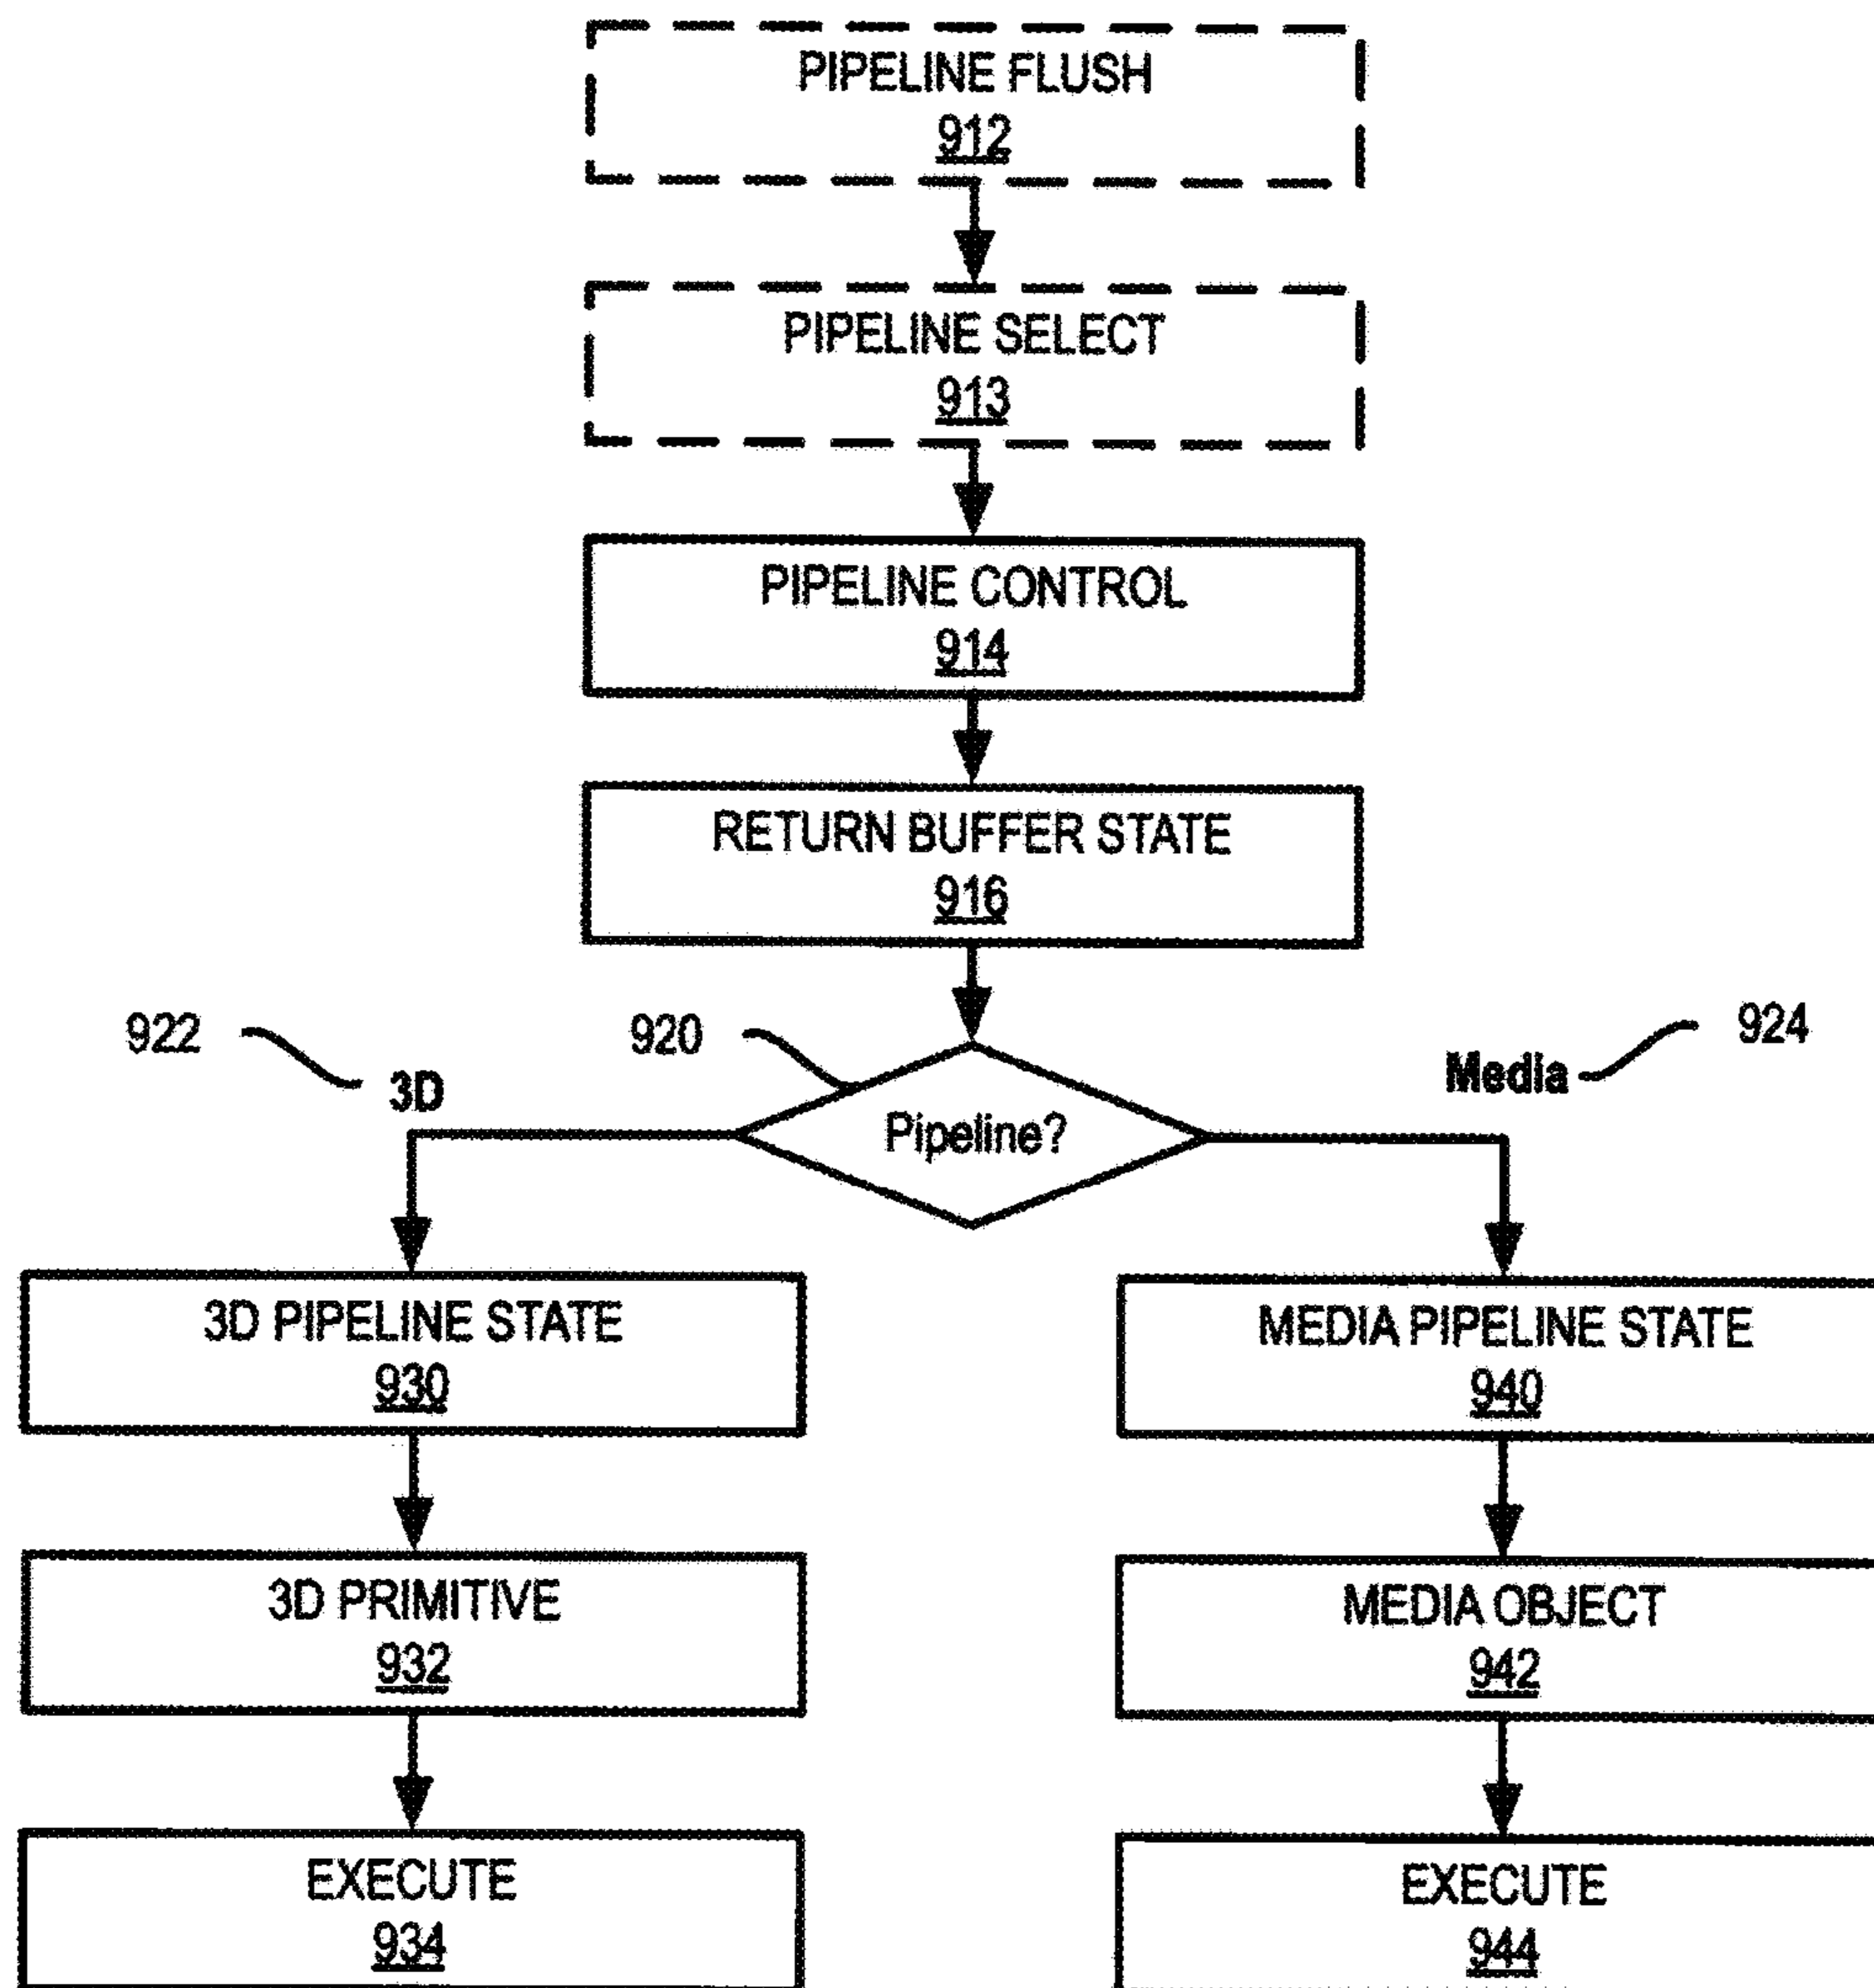 PIPELINE FLUSH
912
PIPELINE SELECT
913
PIPELINE CONTROL
914
RETURN BUFFER STATE
916
922
920
924
3D
Media
Pipeline?
3D PIPELINE STATE
930
MEDIA PIPELINE STATE
940
3D PRIMITIVE
932
MEDIA OBJECT
942
EXECUTE
934
EXECUTE
944